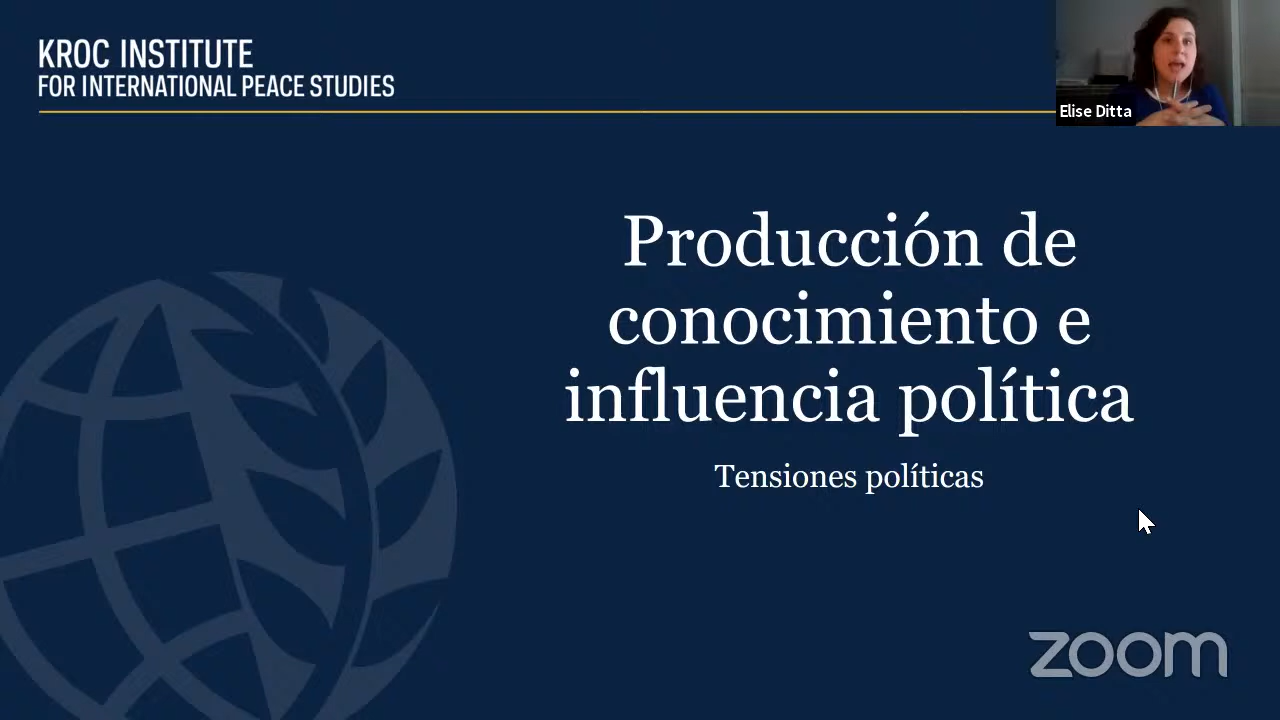 KROC INSTITUTE
FOR INTERNATIONAL PEACE STUDIES
Elise Ditta
Producción de
conocimiento e
influencia política
Tensiones políticas
zoom